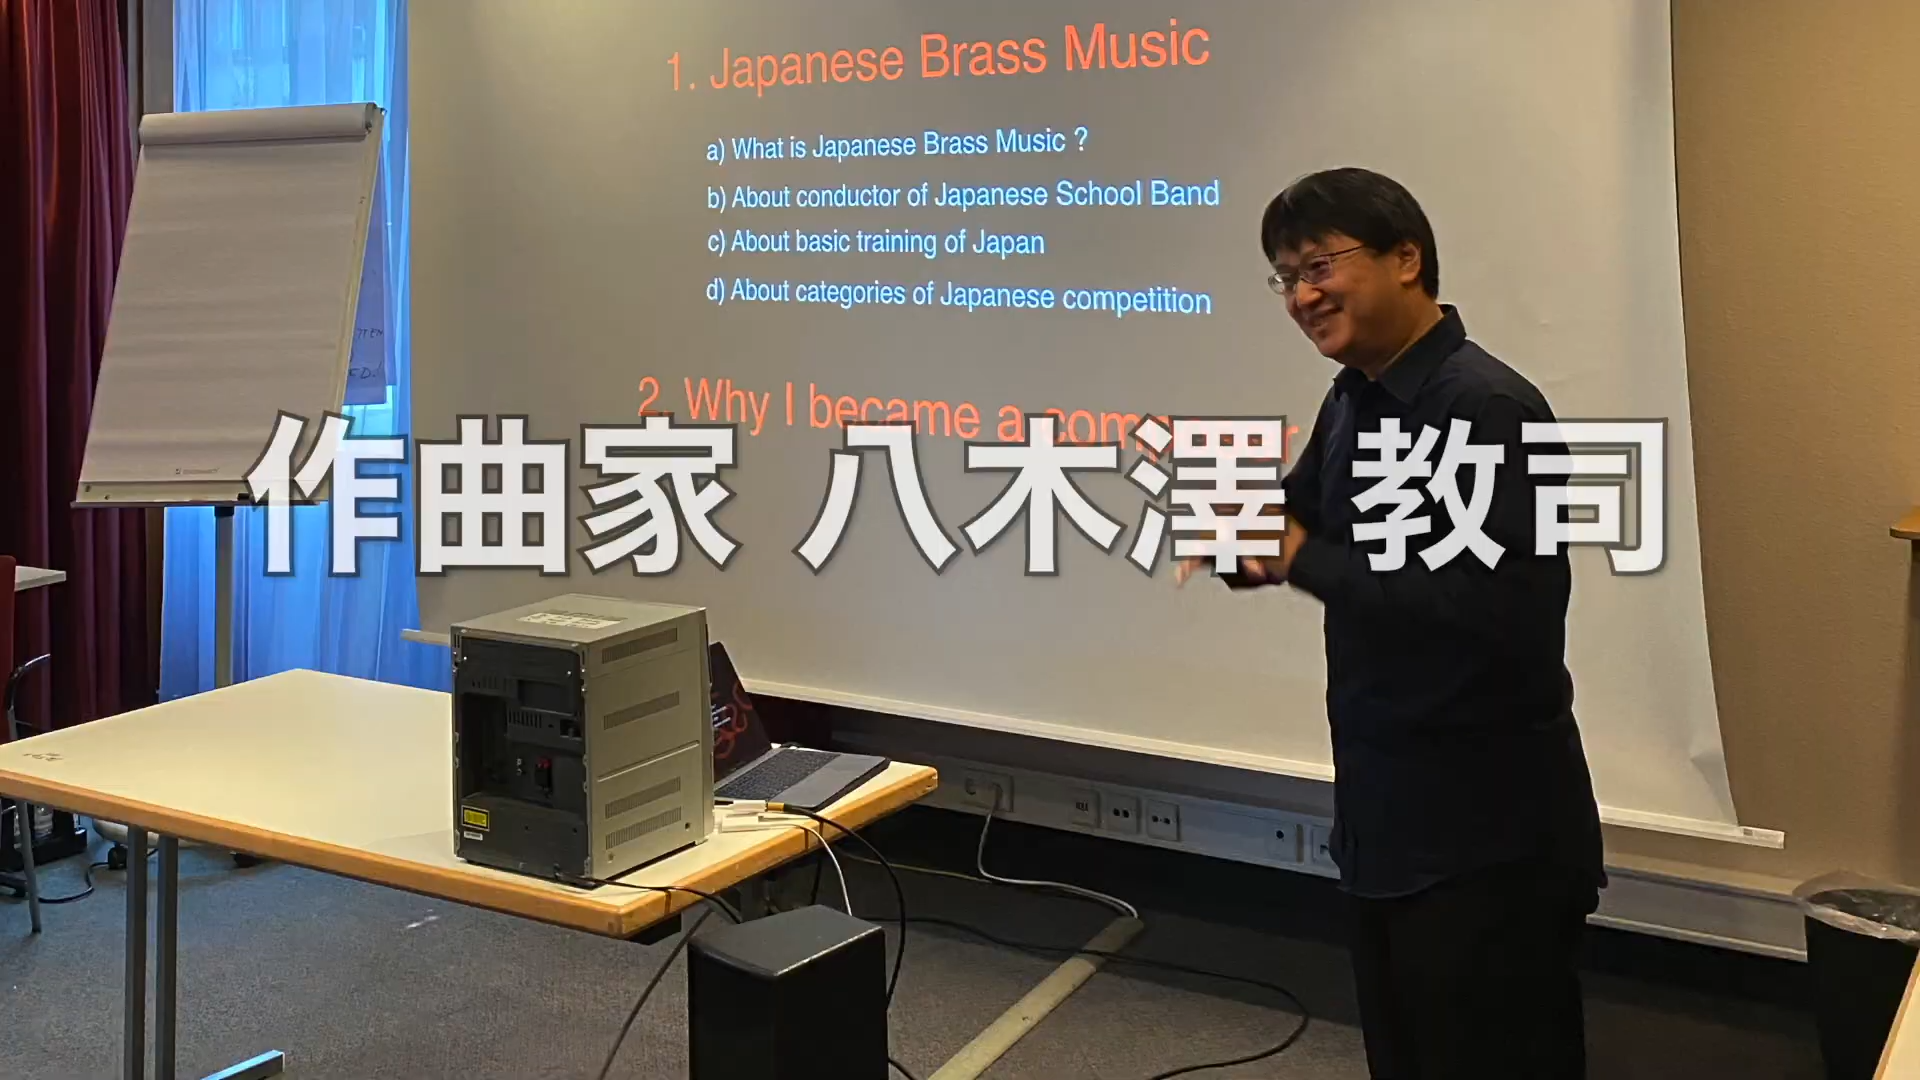 1. Japanese Brass Music
a) What is Japanese Brass Music ?
b) About conductor of Japanese School Band
c) About basic training of Japan
d) About categories of Japanese competition
2. Why I became a composer
作曲家 八木澤 教司